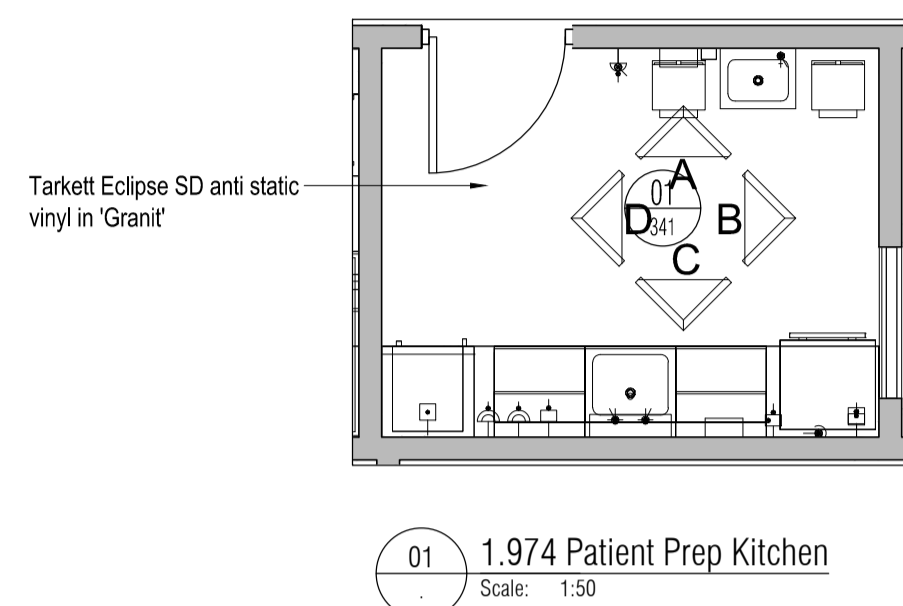 Tarkett Eclipse SD anti static
vinyl in 'Granit'
A
01
D
B
341
C
01
1.974 Patient Prep Kitchen
.
Scale: 1:50